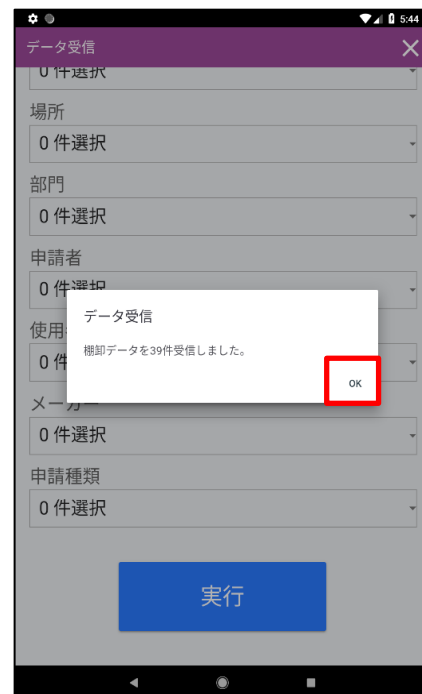 5:44
データ受信
0 件選択
場所
0 件選択
部門
0 件選択
申請者
0 件選択
データ受信
使用
棚卸データを39件受信しました。
0 件
OK
メーカー
0 件選択
申請種類
0 件選択
実行